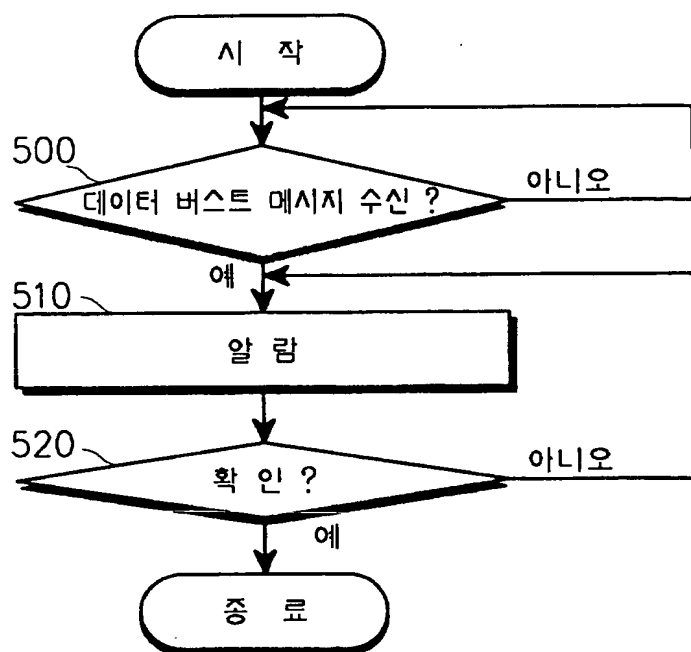 시 작
500
데이터 버스트 메시지 수신 ?
아니오
예
510
알 람
520
확 인 ?
아니오
예
종 료